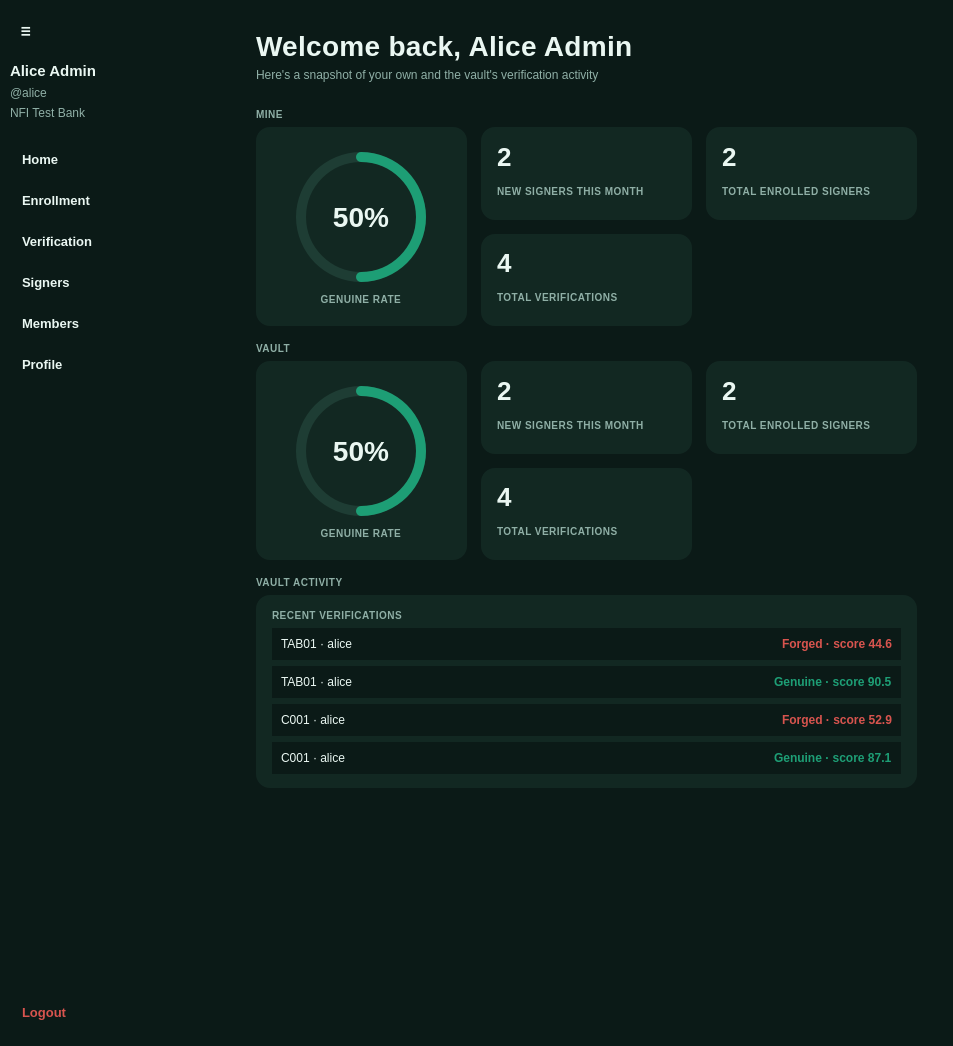 ☰
Alice Admin
@alice
NFI Test Bank
Home
Enrollment
Verification
Signers
Members
Profile
Logout
Welcome back, Alice Admin
Here's a snapshot of your own and the vault's verification activity
MINE
50%
GENUINE RATE
2
NEW SIGNERS THIS MONTH
2
TOTAL ENROLLED SIGNERS
4
TOTAL VERIFICATIONS
VAULT
50%
GENUINE RATE
2
NEW SIGNERS THIS MONTH
2
TOTAL ENROLLED SIGNERS
4
TOTAL VERIFICATIONS
VAULT ACTIVITY
RECENT VERIFICATIONS
TAB01 · alice Forged · score 44.6
TAB01 · alice Genuine · score 90.5
C001 · alice Forged · score 52.9
C001 · alice Genuine · score 87.1